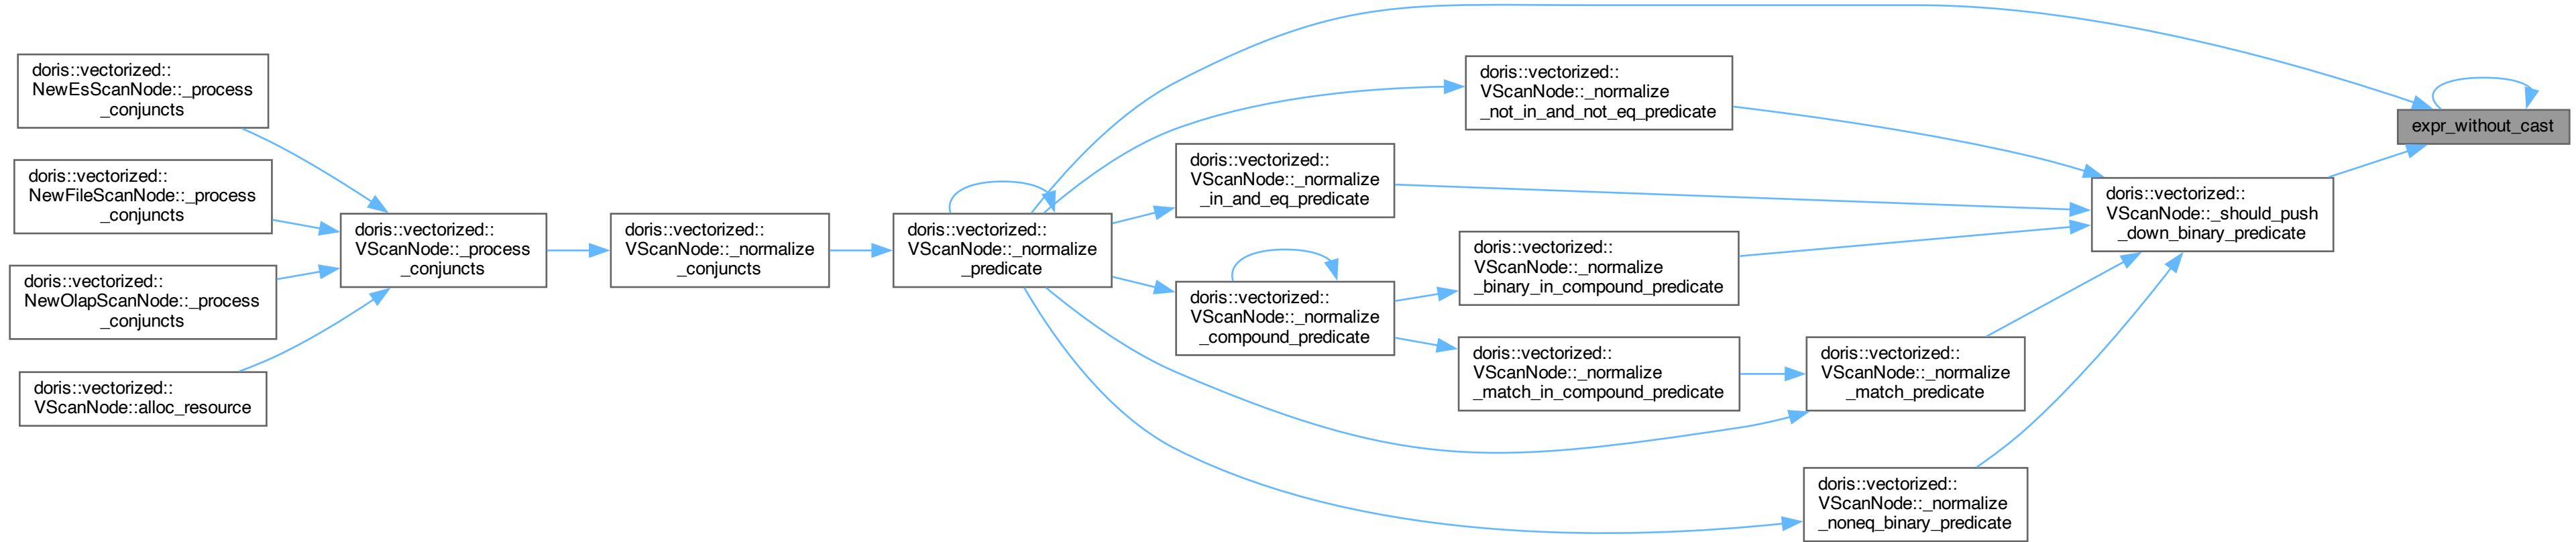 doris::vectorized::
NewEsScanNode::_process
_conjuncts
doris::vectorized::
NewFileScanNode::_process
_conjuncts
doris::vectorized::
NewOlapScanNode::_process
_conjuncts
doris::vectorized::
VScanNode::alloc_resource
doris::vectorized::
VScanNode::_process
_conjuncts
doris::vectorized::
VScanNode::_normalize
_conjuncts
doris::vectorized::
VScanNode::_normalize
_predicate
doris::vectorized::
VScanNode::_normalize
_in_and_eq_predicate
doris::vectorized::
VScanNode::_normalize
_compound_predicate
doris::vectorized::
VScanNode::_normalize
_not_in_and_not_eq_predicate
doris::vectorized::
VScanNode::_normalize
_binary_in_compound_predicate
doris::vectorized::
VScanNode::_normalize
_match_in_compound_predicate
doris::vectorized::
VScanNode::_normalize
_match_predicate
doris::vectorized::
VScanNode::_normalize
_noneq_binary_predicate
doris::vectorized::
VScanNode::_should_push
_down_binary_predicate
expr_without_cast